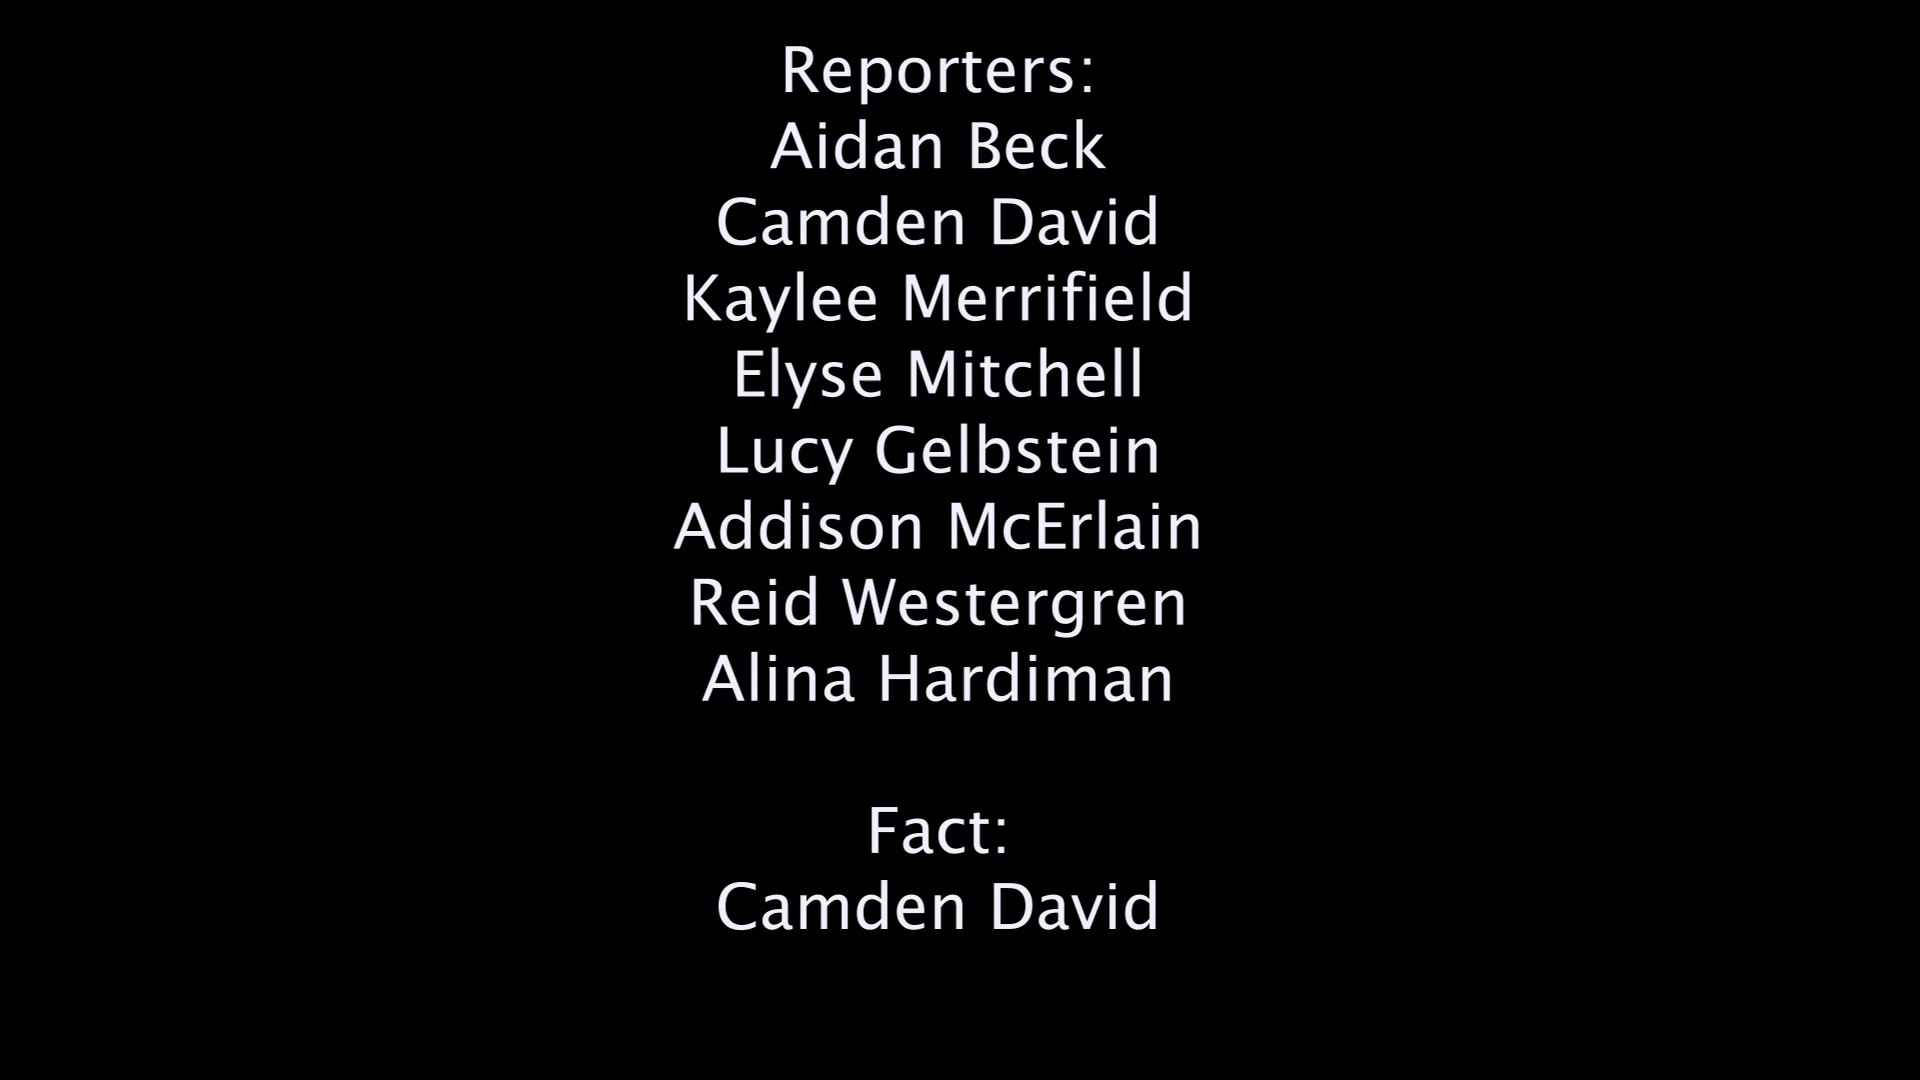 Reporters:
Aidan Beck
Camden David
Kaylee Merrifield
Elyse Mitchell
Lucy Gelbstein
Addison McErlain
Reid Westergren
Alina Hardiman
Fact:
Camden David